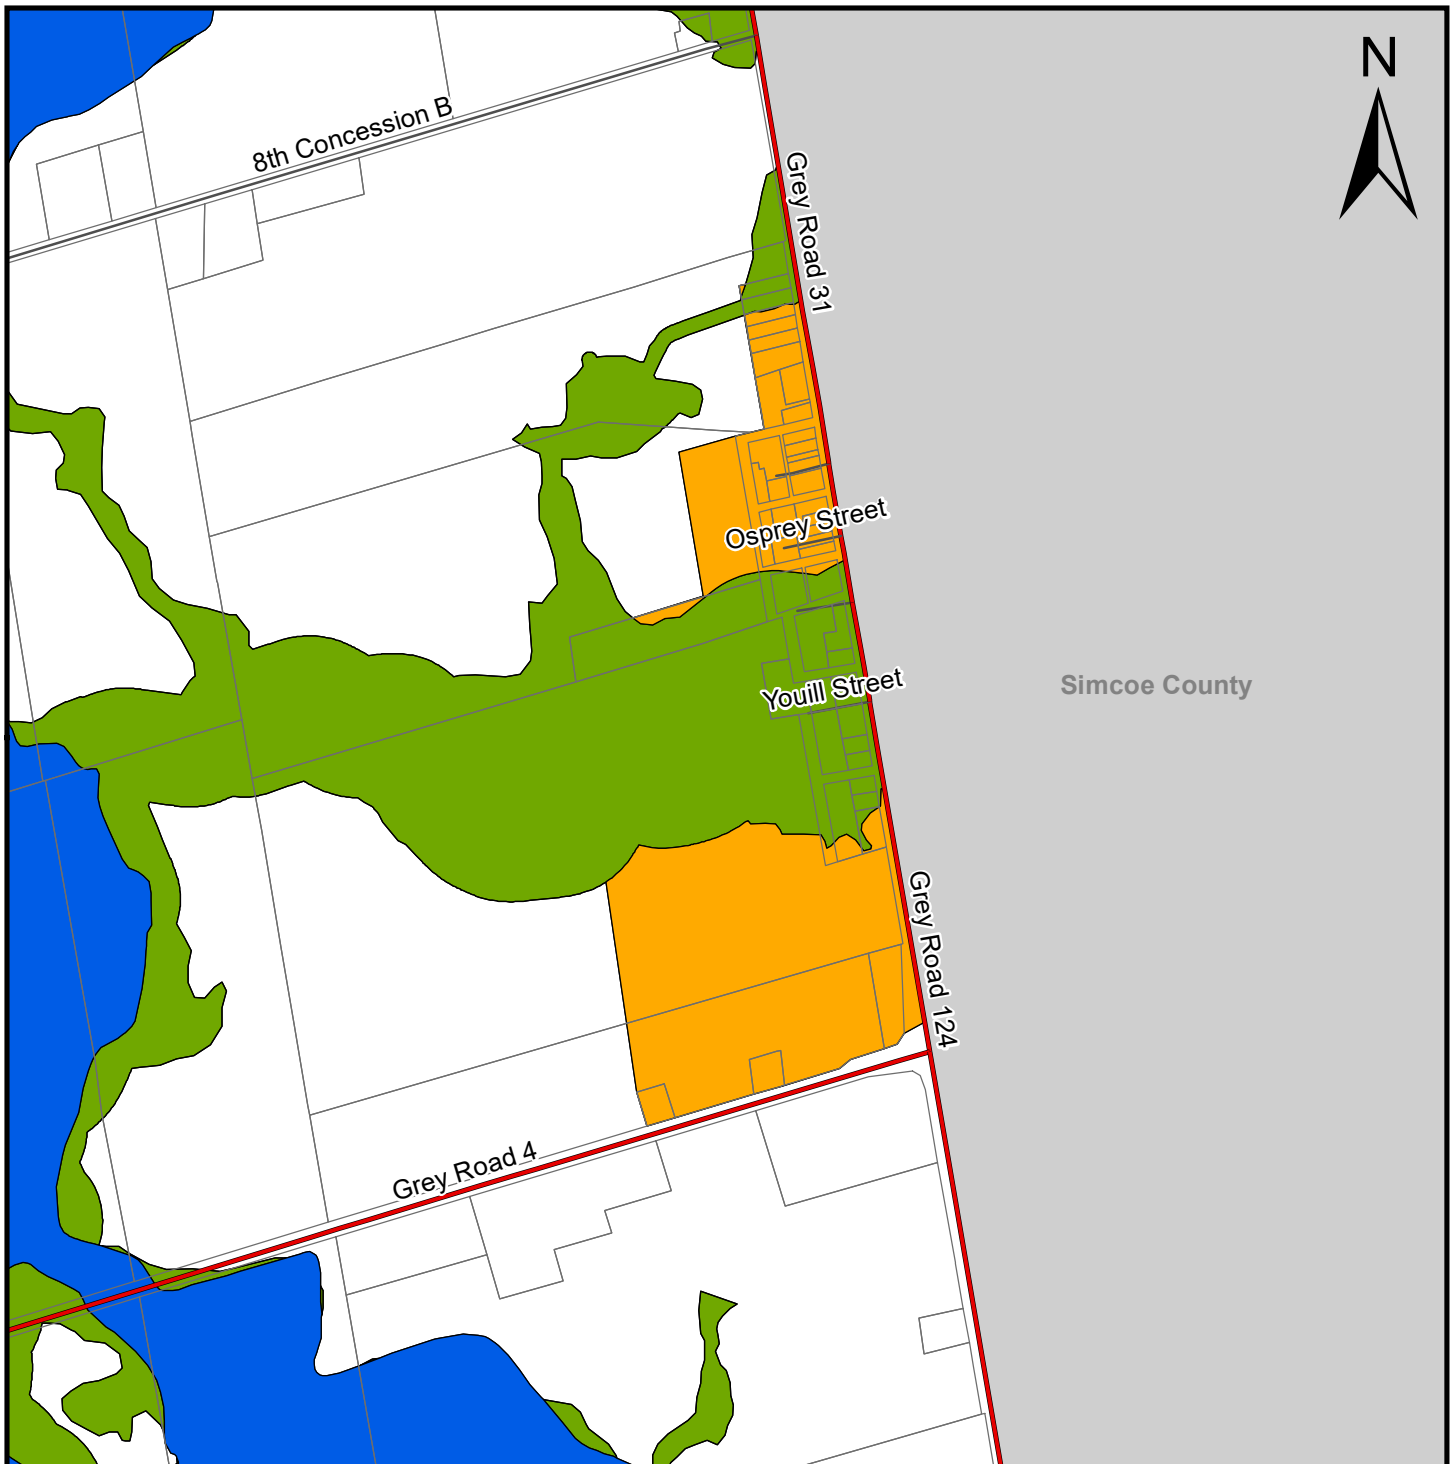 N
8th Concession B
Grey Road 31
Osprey Street
Youill Street
Simcoe County
Grey Road 124
Grey Road 4